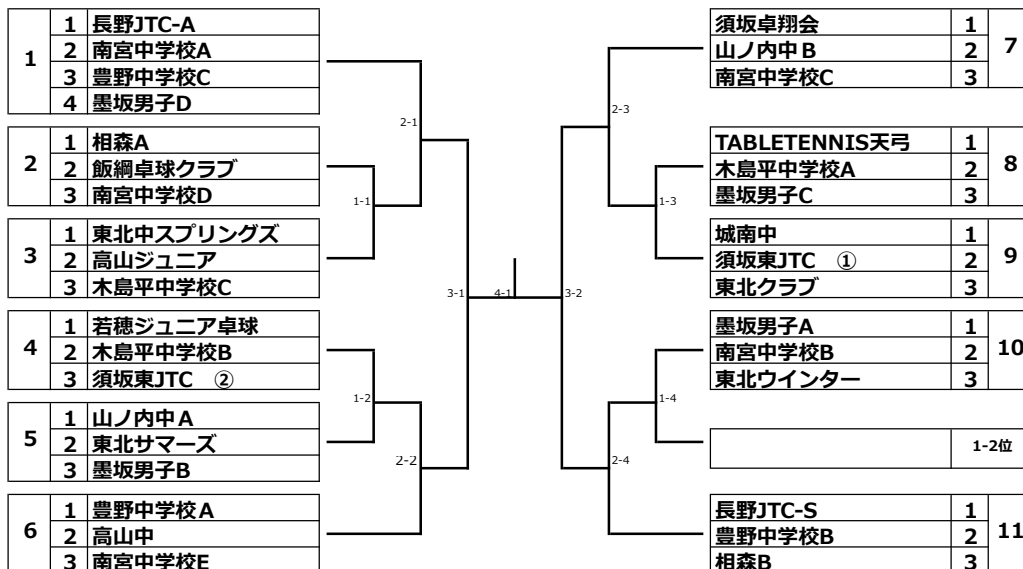 1
1 長野JTC-A
2 南宮中学校A
3 豊野中学校C
4 墨坂男子D
2
1 相森A
2 飯綱卓球クラブ
3 南宮中学校D
3
1 東北中スプリングズ
2 高山ジュニア
3 木島平中学校C
4
1 若穂ジュニア卓球
2 木島平中学校B
3 須坂東JTC ②
5
1 山ノ内中A
2 東北サマーズ
3 墨坂男子B
6
1 豊野中学校A
2 高山中
3 南宮中学校E
2-1
1-1
3-1
1-2
2-2
4-1
2-3
1-3
3-2
1-4
2-4
須坂卓翔会 1
山ノ内中B 2
南宮中学校C 3
7
TABLETENNIS天弓 1
木島平中学校A 2
墨坂男子C 3
8
城南中 1
須坂東JTC ① 2
東北クラブ 3
9
墨坂男子A 1
南宮中学校B 2
東北ウインター 3
10
1-2位
長野JTC-S 1
豊野中学校B 2
相森B 3
11